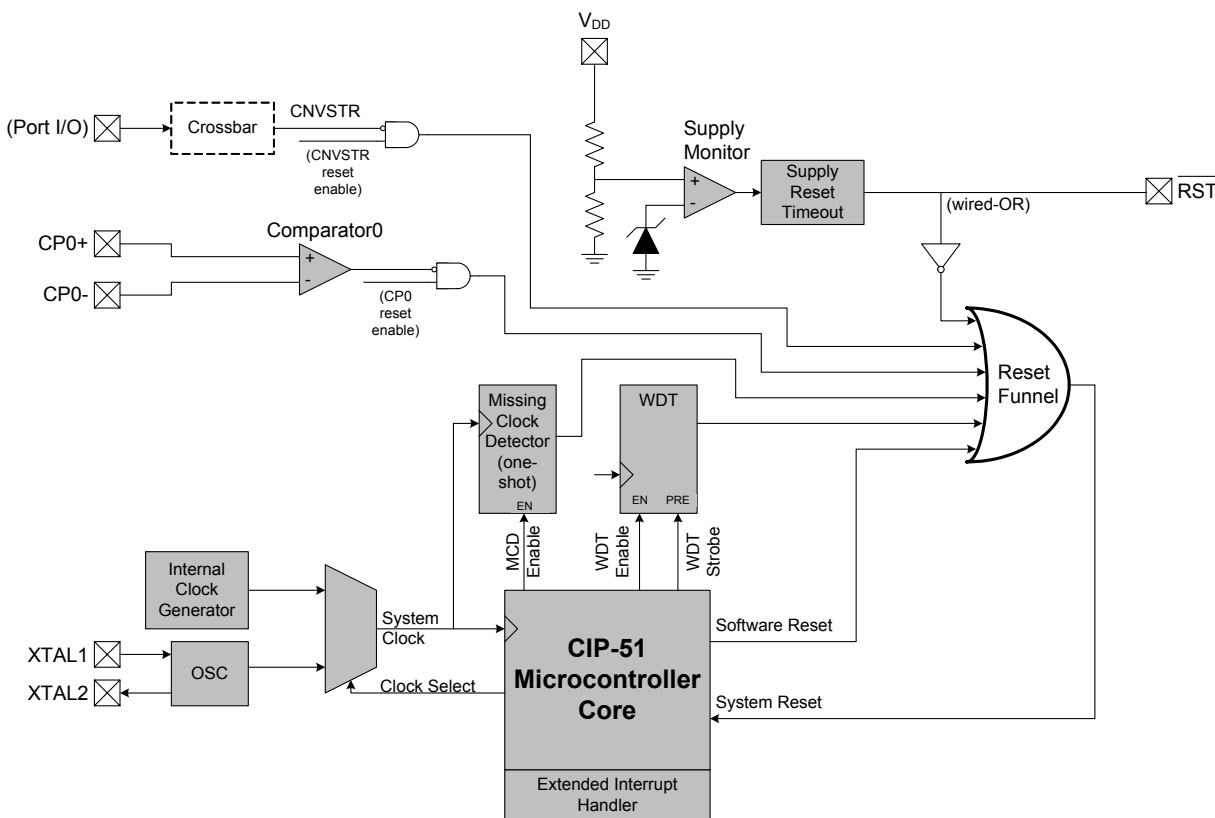 VDD
(Port I/O)
Crossbar
CNVSTR
(CNVSTR
reset
enable)
Supply
Monitor
+
-
Supply
Reset
Timeout
(wired-OR)
RST
CP0+
CP0-
Comparator0
+
-
(CP0
reset
enable)
Reset
Funnel
Missing
Clock
Detector
(one-
shot)
EN
WDT
EN
PRE
MCD
Enable
WDT
Enable
WDT
Strobe
Internal
Clock
Generator
System
Clock
XTAL1
XTAL2
OSC
Clock Select
CIP-51
Microcontroller
Core
Software Reset
System Reset
Extended Interrupt
Handler